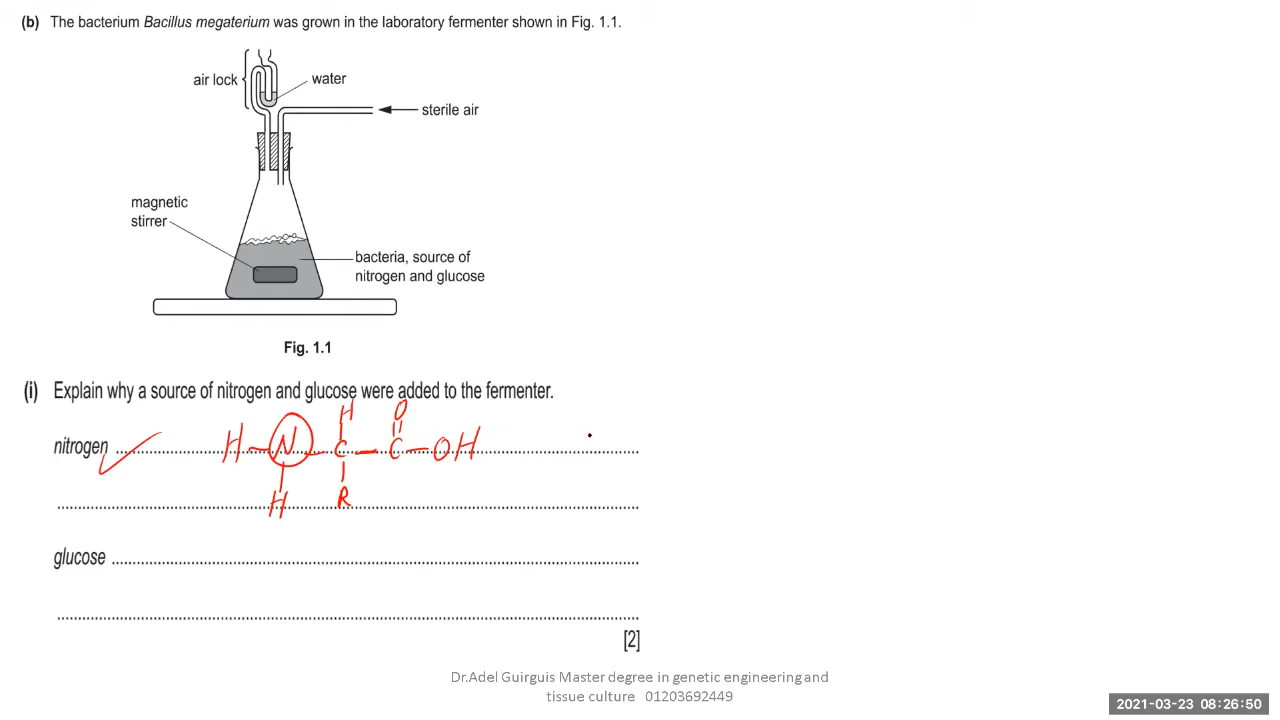 (b) The bacterium Bacillus megaterium was grown in the laboratory fermenter shown in Fig. 1.1.
air lock
water
sterile air
magnetic
stirrer
bacteria, source of
nitrogen and glucose
Fig. 1.1
(i) Explain why a source of nitrogen and glucose were added to the fermenter.
H O
nitrogen H N C C OH
H R
glucose
[2]
Dr.Adel Guirguis Master degree in genetic engineering and
tissue culture 01203692449
2021-03-23 08:26:50